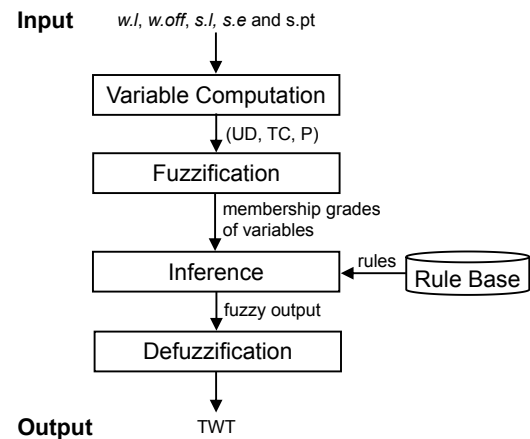 Input w.l, w.off, s.l, s.e and s.pt
Variable Computation
(UD, TC, P)
Fuzzification
membership grades
of variables
Inference
rules
Rule Base
fuzzy output
Defuzzification
Output TWT